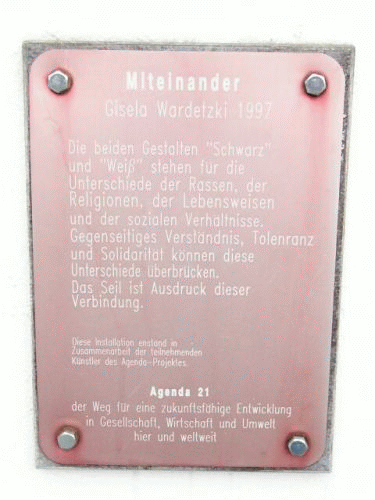 Miteinander
Gisela Wardetzki 1997
Die beiden Gestalten "Schwarz"
und "Weiß" stehen für die
Unterschiede der Rassen, der
Religionen, der Lebensweisen
und der sozialen Verhältnisse.
Gegenseitiges Verständnis, Tolenranz
und Solidarität können diese
Unterschiede überbrücken.
Das Seil ist Ausdruck dieser
Verbindung.
Diese Installation enstand in
Zusammenarbeit der teilnehmenden
Künstler des Agenda-Projektes.
Agenda 21
der Weg für eine zukunftsfähige Entwicklung
in Gesellschaft, Wirtschaft und Umwelt
hier und weltweit